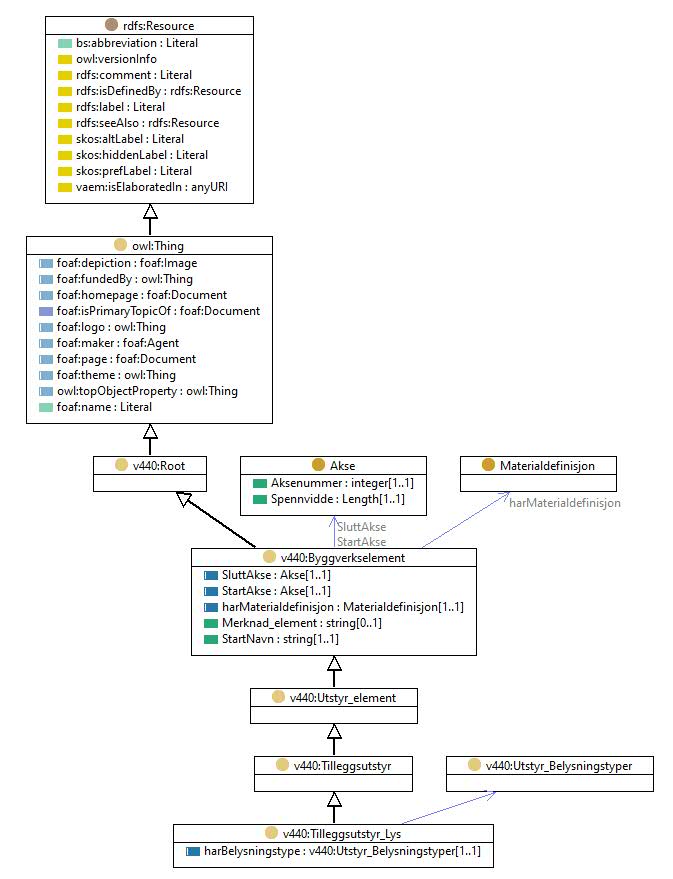 rdfs:Resource
bs:abbreviation : Literal
owl:versionInfo
rdfs:comment : Literal
rdfs:isDefinedBy : rdfs:Resource
rdfs:label : Literal
rdfs:seeAlso : rdfs:Resource
skos:altLabel : Literal
skos:hiddenLabel : Literal
skos:prefLabel : Literal
vaem:isElaboratedIn : anyURI
owl:Thing
foaf:depiction : foaf:Image
foaf:fundedBy : owl:Thing
foaf:homepage : foaf:Document
foaf:isPrimaryTopicOf : foaf:Document
foaf:logo : owl:Thing
foaf:maker : foaf:Agent
foaf:page : foaf:Document
foaf:theme : owl:Thing
owl:topObjectProperty : owl:Thing
foaf:name : Literal
v440:Root
Akse
Aksenummer : integer[1..1]
Spennvidde : Length[1..1]
Materialdefinisjon
harMaterialdefinisjon
SluttAkse
StartAkse
v440:Byggverkselement
SluttAkse : Akse[1..1]
StartAkse : Akse[1..1]
harMaterialdefinisjon : Materialdefinisjon[1..1]
Merknad_element : string[0..1]
StartNavn : string[1..1]
v440:Utstyr_element
v440:Tilleggsutstyr
v440:Utstyr_Belysningstyper
v440:Tilleggsutstyr_Lys
harBelysningstype : v440:Utstyr_Belysningstyper[1..1]